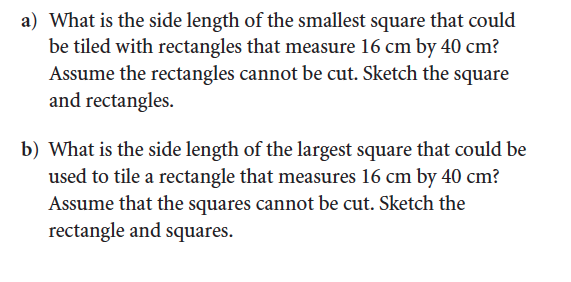 a) What is the side length of the smallest square that could
be tiled with rectangles that measure 16 cm by 40 cm?
Assume the rectangles cannot be cut. Sketch the square
and rectangles.
b) What is the side length of the largest square that could be
used to tile a rectangle that measures 16 cm by 40 cm?
Assume that the squares cannot be cut. Sketch the
rectangle and squares.